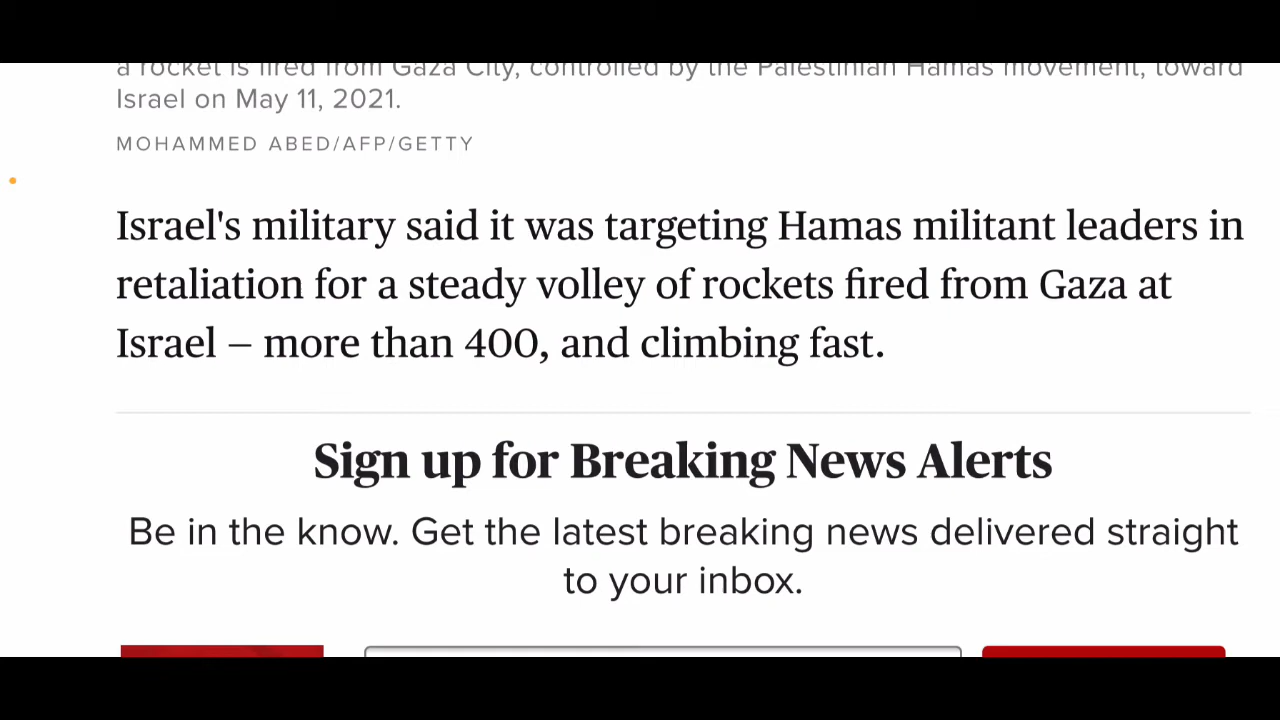 a rocket is fired from Gaza City, controlled by the Palestinian Hamas movement, toward
Israel on May 11, 2021.
MOHAMMED ABED/AFP/GETTY
Israel's military said it was targeting Hamas militant leaders in
retaliation for a steady volley of rockets fired from Gaza at
Israel – more than 400, and climbing fast.
Sign up for Breaking News Alerts
Be in the know. Get the latest breaking news delivered straight
to your inbox.